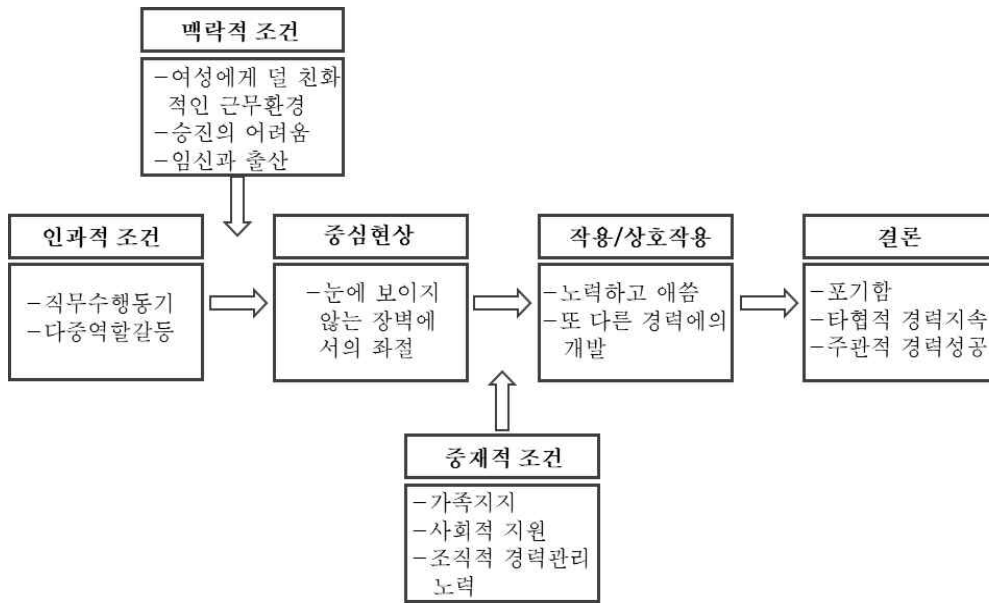 맥락적 조건
-여성에게 덜 친화
적인 근무환경
-승진의 어려움
-임신과 출산
인과적 조건
-직무수행동기
-다중역할갈등
중심현상
-눈에 보이지
않는 장벽에
서의 좌절
작용/상호작용
-노력하고 애씀
-또 다른 경력에의
개발
결론
-포기함
-타협적 경력지속
-주관적 경력성공
중재적 조건
-가족지지
-사회적 지원
-조직적 경력관리
노력